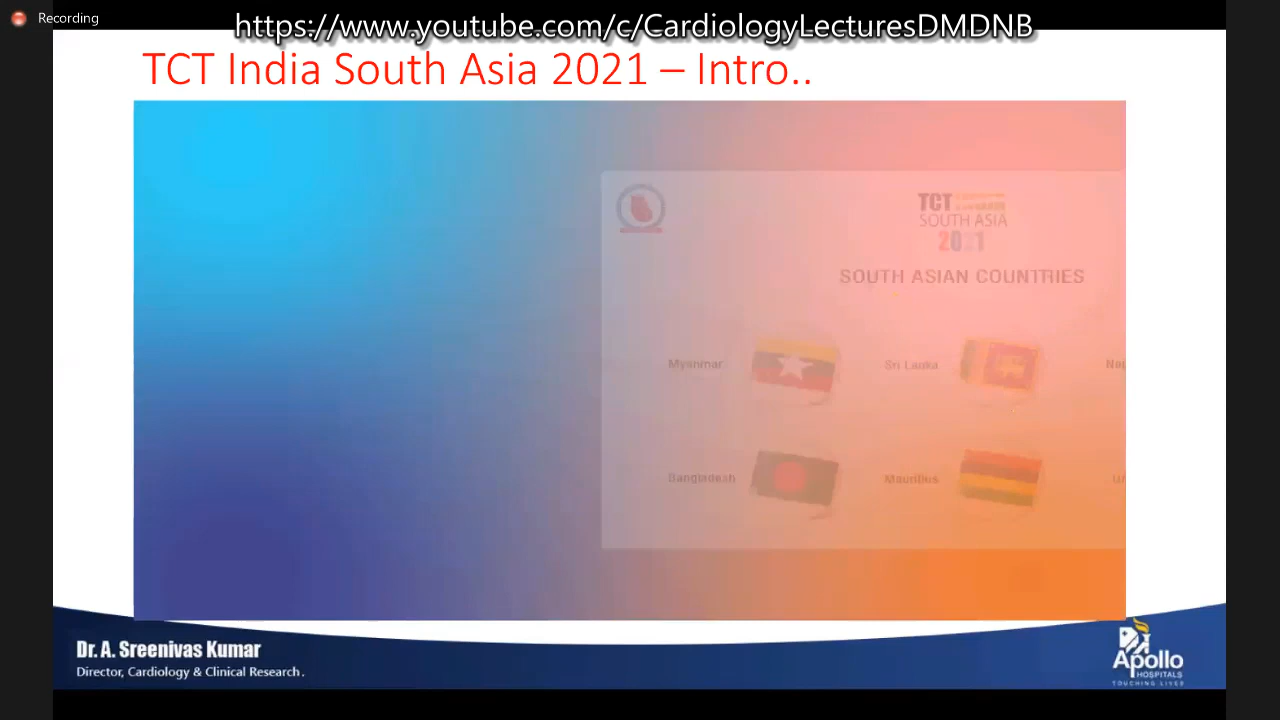 Recording
https://www.youtube.com/c/CardiologyLecturesDMDNB
TCT India South Asia 2021 – Intro..
TCT
SOUTH ASIA
2021
SOUTH ASIAN COUNTRIES
Myanmar
Sri Lanka
Bangladesh
Mauritius
Dr. A. Sreenivas Kumar
Director, Cardiology & Clinical Research.
Apollo
HOSPITALS
TOUCHING LIVES